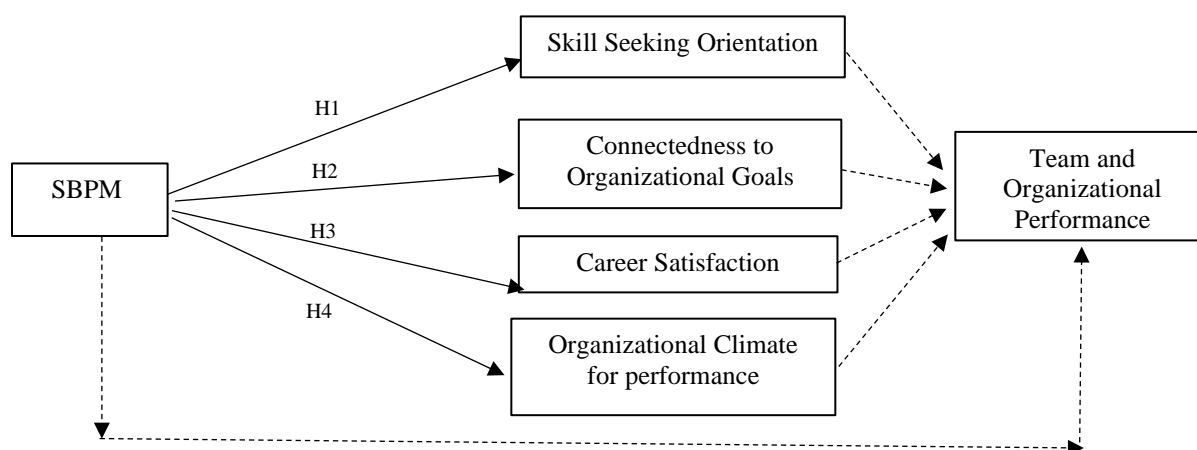 Skill Seeking Orientation
H1
Connectedness to
Organizational Goals
Team and
Organizational
Performance
SBPM
H2
H3
Career Satisfaction
H4
Organizational Climate
for performance